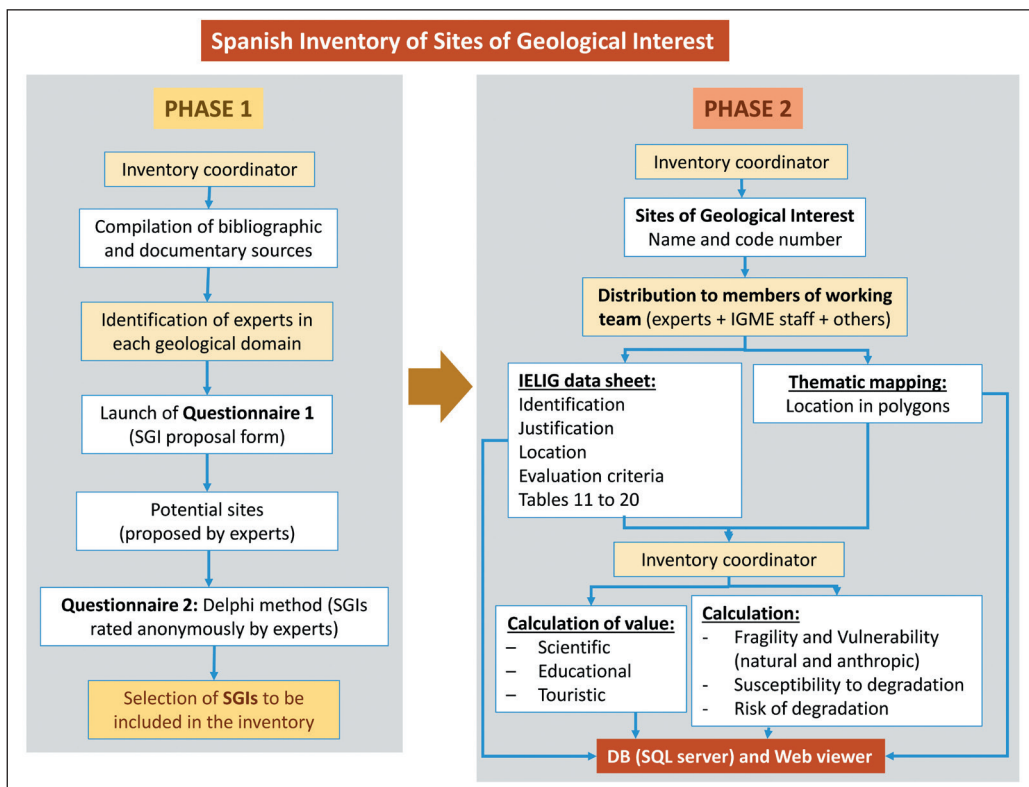 Spanish Inventory of Sites of Geological Interest
PHASE 1
Inventory coordinator
Compilation of bibliographic
and documentary sources
Identification of experts in
each geological domain
Launch of Questionnaire 1
(SGI proposal form)
Potential sites
(proposed by experts)
Questionnaire 2: Delphi method (SGIs
rated anonymously by experts)
Selection of SGIs to be
included in the inventory
PHASE 2
Inventory coordinator
Sites of Geological Interest
Name and code number
Distribution to members of working
team (experts + IGME staff + others)
IELIG data sheet:
Identification
Justification
Location
Evaluation criteria
Tables 11 to 20
Thematic mapping:
Location in polygons
Inventory coordinator
Calculation of value:
– Scientific
– Educational
– Touristic
Calculation:
- Fragility and Vulnerability
(natural and anthropic)
- Susceptibility to degradation
- Risk of degradation
DB (SQL server) and Web viewer